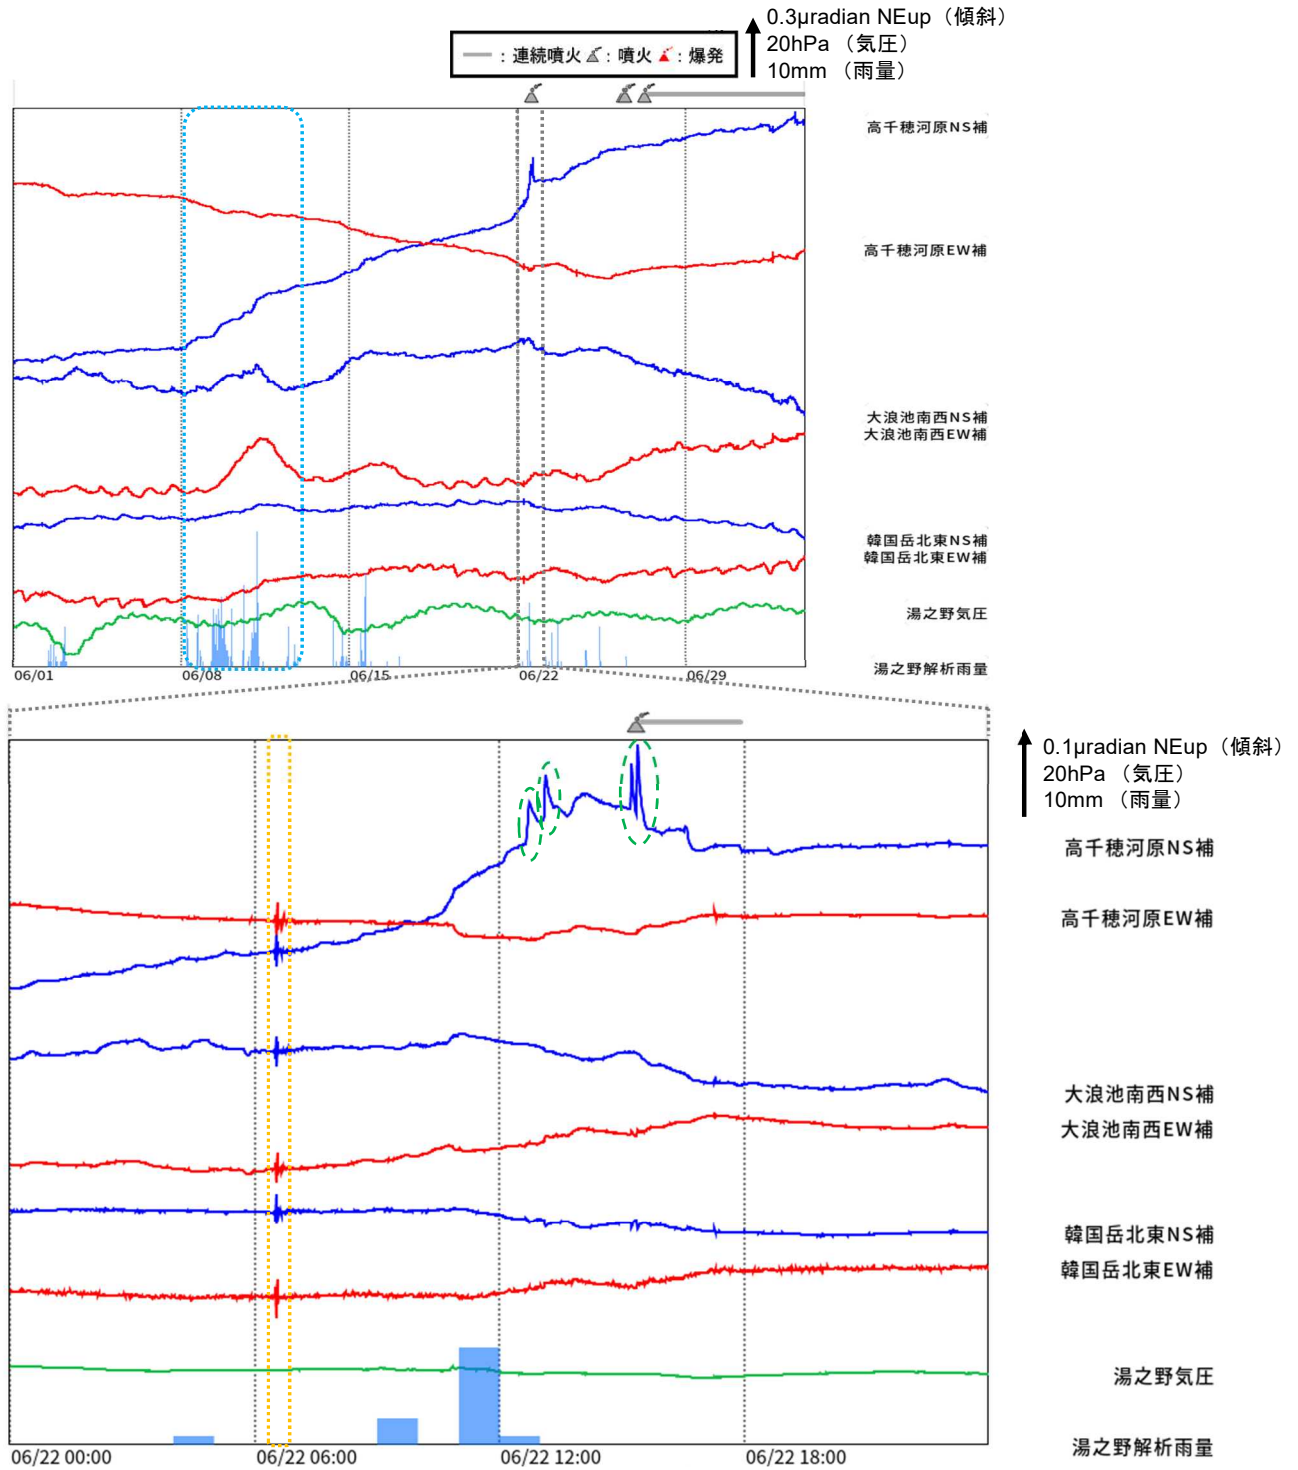 0.3μradian NEup（傾斜）
20hPa （気圧）
10mm （雨量）
：連続噴火 ：噴火 ：爆発
高千穂河原NS補
高千穂河原EW補
大浪池南西NS補
大浪池南西EW補
韓国岳北東NS補
韓国岳北東EW補
湯之野気圧
湯之野解析雨量
06/01 06/08 06/15 06/22 06/29
0.1μradian NEup（傾斜）
20hPa （気圧）
10mm （雨量）
高千穂河原NS補
高千穂河原EW補
大浪池南西NS補
大浪池南西EW補
韓国岳北東NS補
韓国岳北東EW補
湯之野気圧
湯之野解析雨量
06/22 00:00 06/22 06:00 06/22 12:00 06/22 18:00